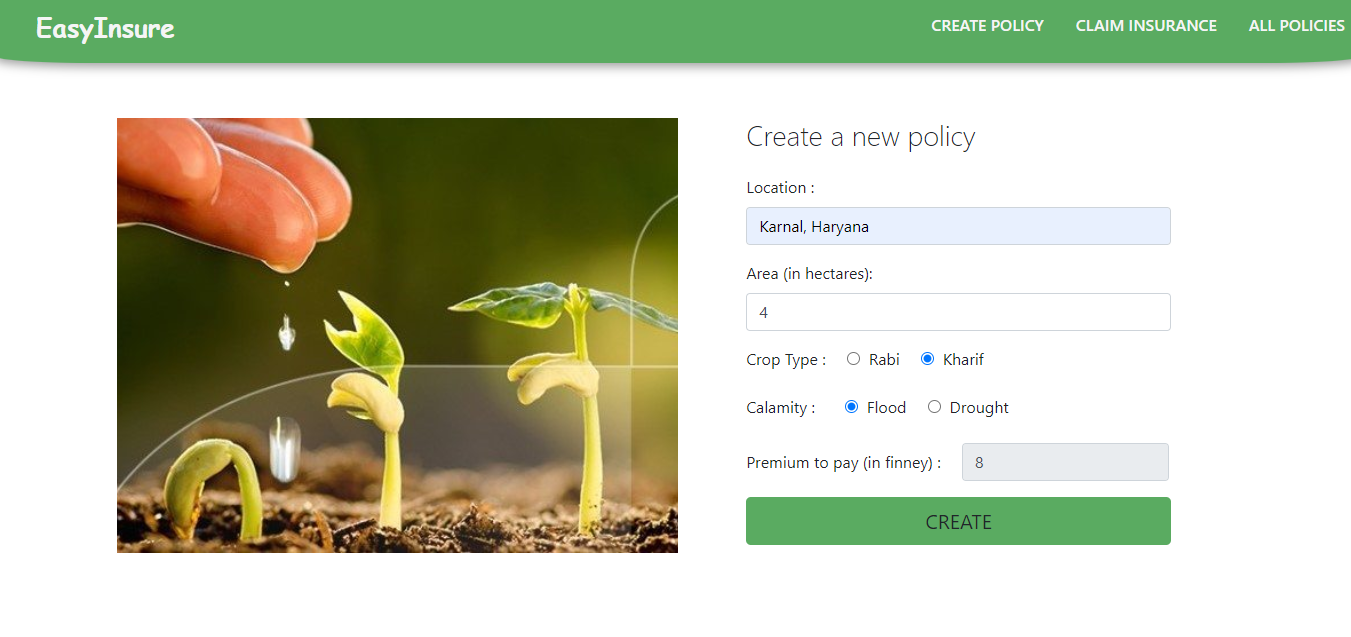 EasyInsure
CREATE POLICY CLAIM INSURANCE ALL POLICIES
Create a new policy
Location :
Karnal, Haryana
Area (in hectares):
4
Crop Type : Rabi Kharif
Calamity : Flood Drought
Premium to pay (in finney) : 8
CREATE